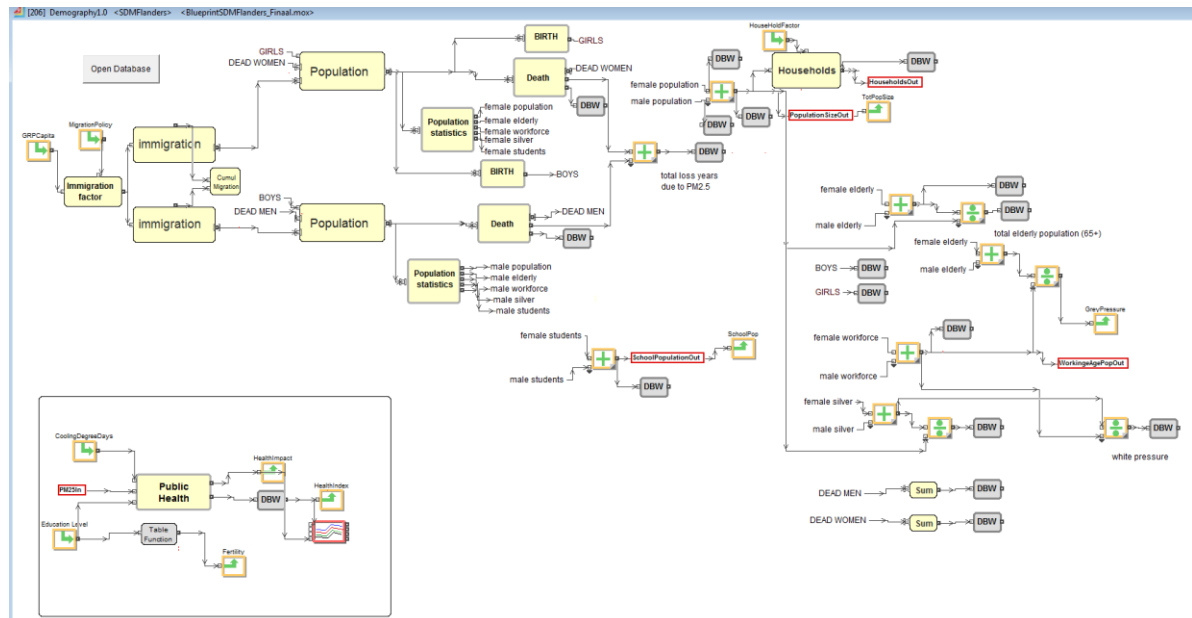 [206] Demography1.0 <SDMFlanders> <BlueprintSDMFlanders_Finaal.mox>
Open Database
GRPCapita
MigrationPolicy
Immigration factor
immigration
immigration
Cumul Migration
GIRLS
DEAD WOMEN
Population
BOYS
DEAD MEN
Population
BIRTH
GIRLS
Death
DEAD WOMEN
DBW
Population statistics
female population
female elderly
female workforce
female silver
female students
BIRTH
BOYS
Death
DEAD MEN
DBW
Population statistics
male population
male elderly
male workforce
male silver
male students
DBW
total loss years
due to PM2.5
female population
male population
DBW
DBW
DBW
HouseHoldFactor
Households
DBW
HouseholdsOut
PopulationSizeOut
TotPopSize
female elderly
male elderly
DBW
DBW
total elderly population (65+)
female elderly
male elderly
GreyPressure
BOYS
DBW
GIRLS
DBW
female workforce
male workforce
DBW
WorkingeAgePopOut
female silver
male silver
DBW
DBW
white pressure
female students
male students
SchoolPopulationOut
SchoolPop
DBW
DEAD MEN
Sum
DBW
DEAD WOMEN
Sum
DBW
CoolingDegreeDays
PM25In
Education Level
Public Health
HealthImpact
DBW
HealthIndex
Table Function
Fertility